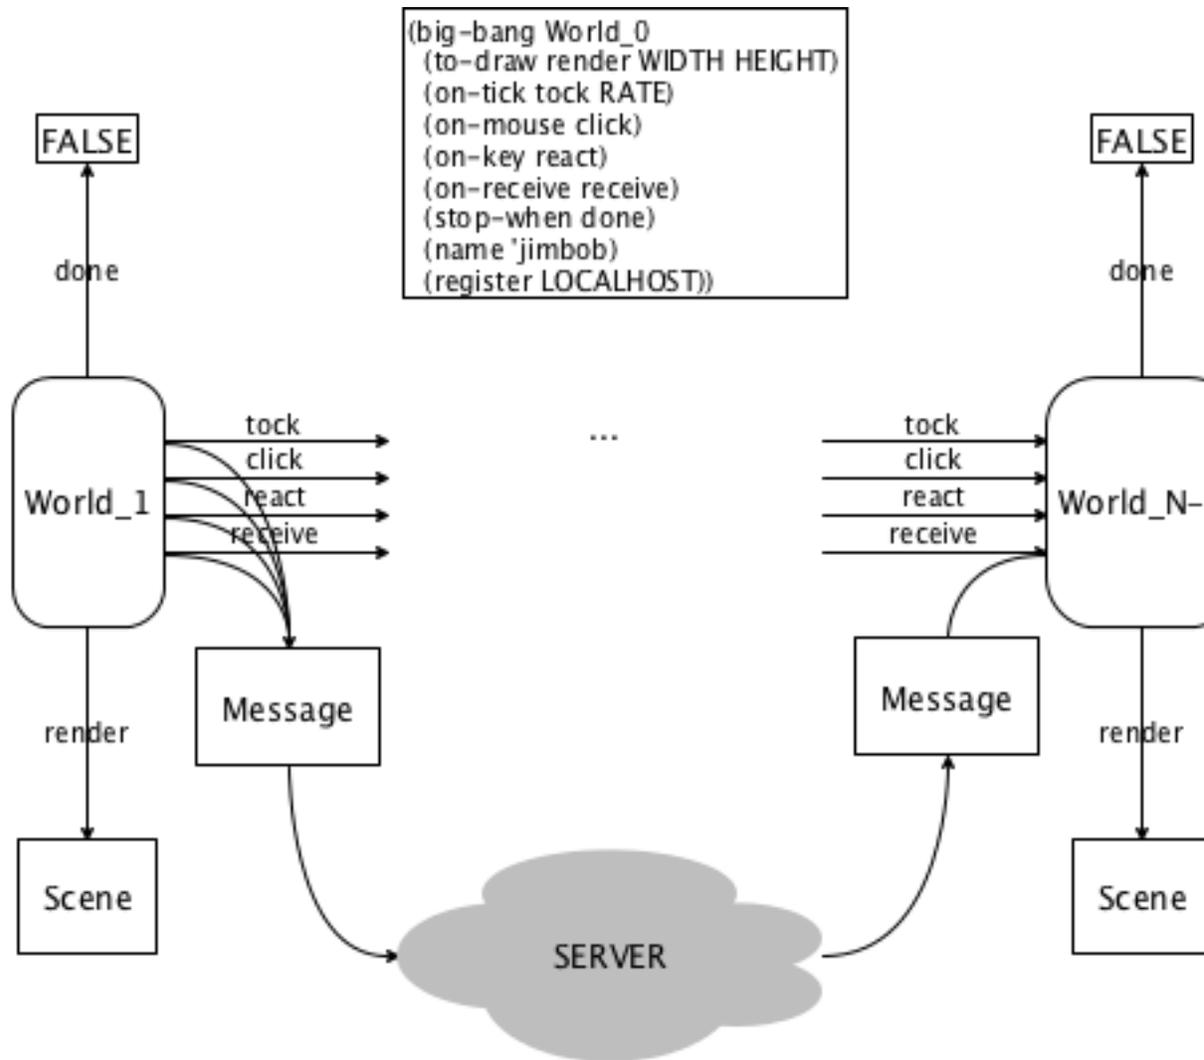 (big-bang World_0
(to-draw render WIDTH HEIGHT)
(on-tick tock RATE)
(on-mouse click)
(on-key react)
(on-receive receive)
(stop-when done)
(name 'jimbob)
(register LOCALHOST))
FALSE
FALSE
done
done
tock
...
tock
click
click
World_1
react
react
World_N-
receive
receive
Message
Message
render
render
Scene
Scene
SERVER